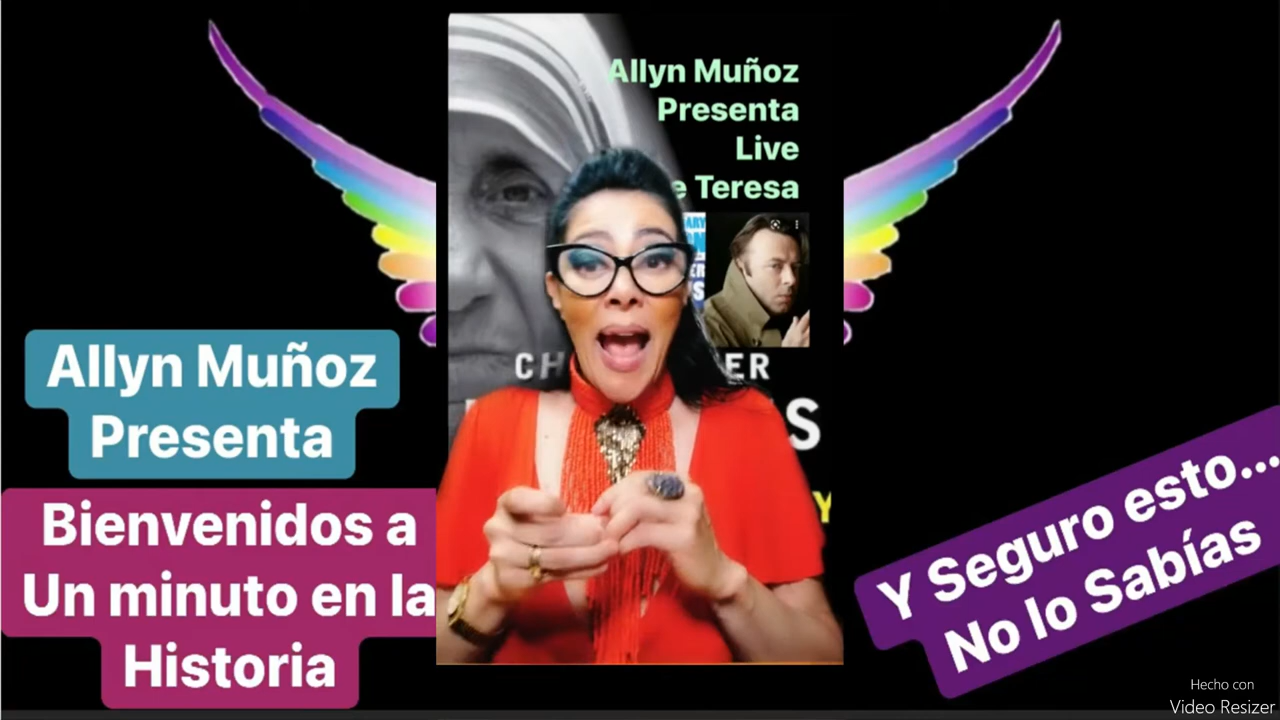 Allyn Muñoz
Presenta
Live
e Teresa
Allyn Muñoz
Presenta
Bienvenidos a
Un minuto en la
Historia
Y Seguro esto...
No lo Sabías
Hecho con
Video Resizer